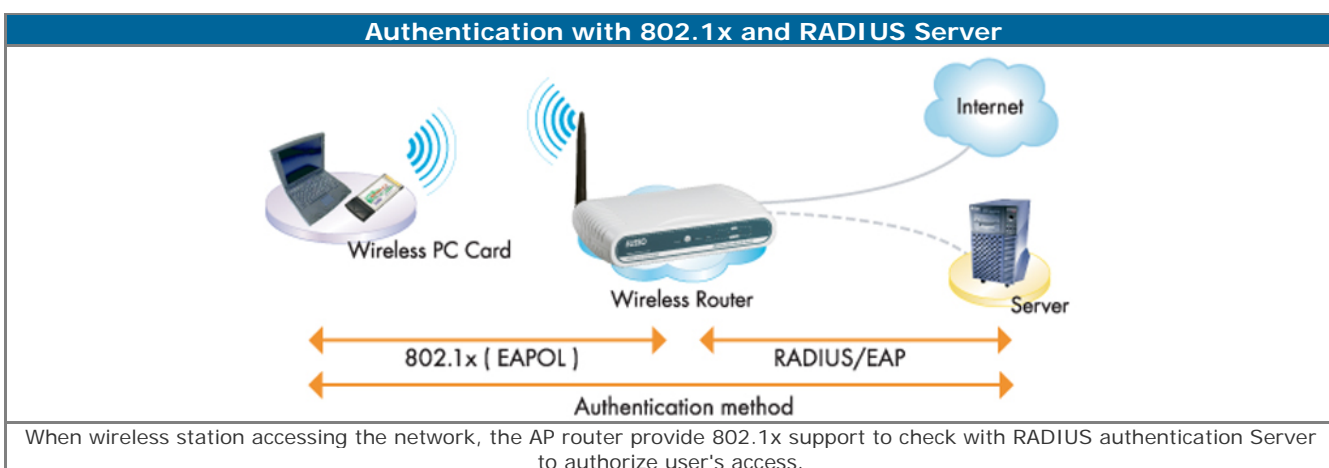 Authentication with 802.1x and RADIUS Server
Internet
Wireless PC Card
Wireless Router
Server
802.1x ( EAPOL )
RADIUS/EAP
Authentication method
When wireless station accessing the network, the AP router provide 802.1x support to check with RADIUS authentication Server
to authorize user's access.